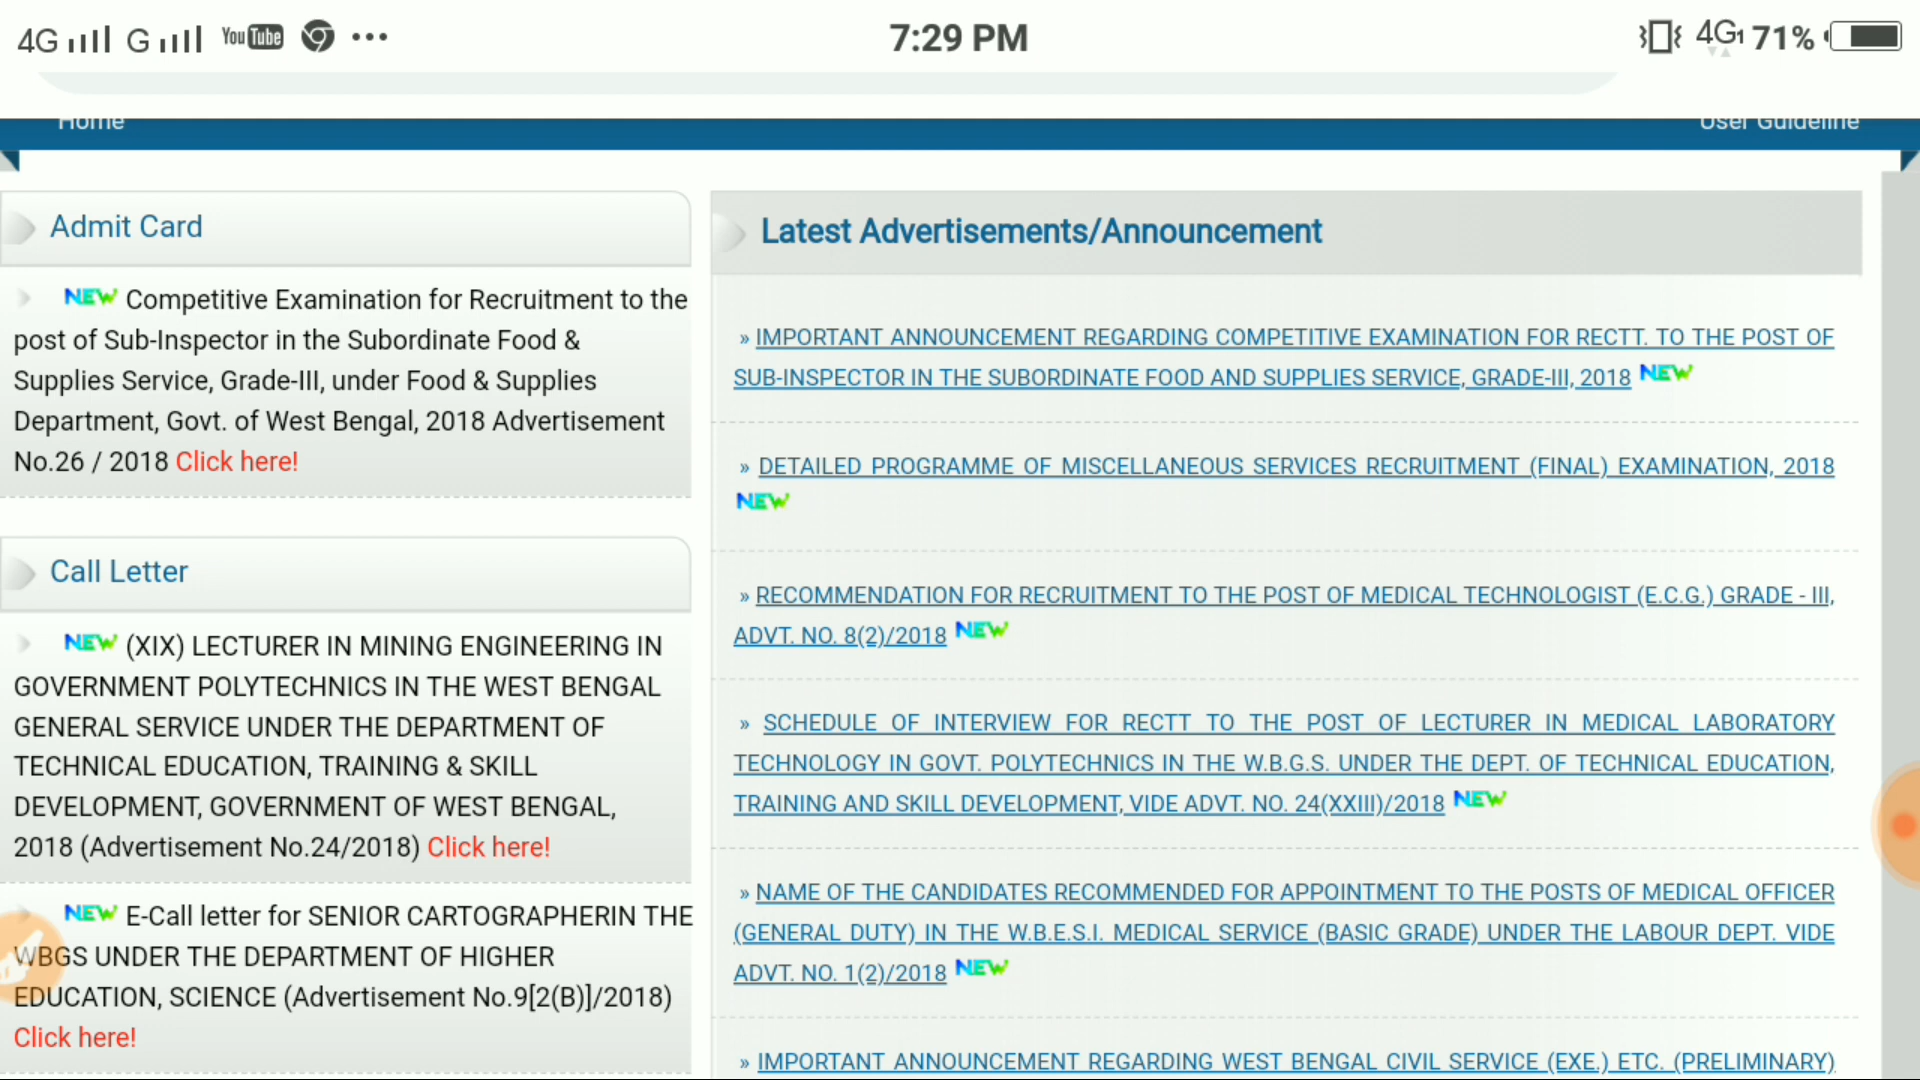 4G G YouTube 7:29 PM 4G1 71%
Home
User Guideline
Admit Card
NEW Competitive Examination for Recruitment to the
post of Sub-Inspector in the Subordinate Food &
Supplies Service, Grade-III, under Food & Supplies
Department, Govt. of West Bengal, 2018 Advertisement
No.26 / 2018 Click here!
Call Letter
NEW (XIX) LECTURER IN MINING ENGINEERING IN
GOVERNMENT POLYTECHNICS IN THE WEST BENGAL
GENERAL SERVICE UNDER THE DEPARTMENT OF
TECHNICAL EDUCATION, TRAINING & SKILL
DEVELOPMENT, GOVERNMENT OF WEST BENGAL,
2018 (Advertisement No.24/2018) Click here!
NEW E-Call letter for SENIOR CARTOGRAPHERIN THE
WBGS UNDER THE DEPARTMENT OF HIGHER
EDUCATION, SCIENCE (Advertisement No.9[2(B)]/2018)
Click here!
Latest Advertisements/Announcement
» IMPORTANT ANNOUNCEMENT REGARDING COMPETITIVE EXAMINATION FOR RECTT. TO THE POST OF
SUB-INSPECTOR IN THE SUBORDINATE FOOD AND SUPPLIES SERVICE, GRADE-III, 2018 NEW
» DETAILED PROGRAMME OF MISCELLANEOUS SERVICES RECRUITMENT (FINAL) EXAMINATION, 2018
NEW
» RECOMMENDATION FOR RECRUITMENT TO THE POST OF MEDICAL TECHNOLOGIST (E.C.G.) GRADE - III,
ADVT. NO. 8(2)/2018 NEW
» SCHEDULE OF INTERVIEW FOR RECTT TO THE POST OF LECTURER IN MEDICAL LABORATORY
TECHNOLOGY IN GOVT. POLYTECHNICS IN THE W.B.G.S. UNDER THE DEPT. OF TECHNICAL EDUCATION,
TRAINING AND SKILL DEVELOPMENT, VIDE ADVT. NO. 24(XXIII)/2018 NEW
» NAME OF THE CANDIDATES RECOMMENDED FOR APPOINTMENT TO THE POSTS OF MEDICAL OFFICER
(GENERAL DUTY) IN THE W.B.E.S.I. MEDICAL SERVICE (BASIC GRADE) UNDER THE LABOUR DEPT. VIDE
ADVT. NO. 1(2)/2018 NEW
» IMPORTANT ANNOUNCEMENT REGARDING WEST BENGAL CIVIL SERVICE (EXE.) ETC. (PRELIMINARY)